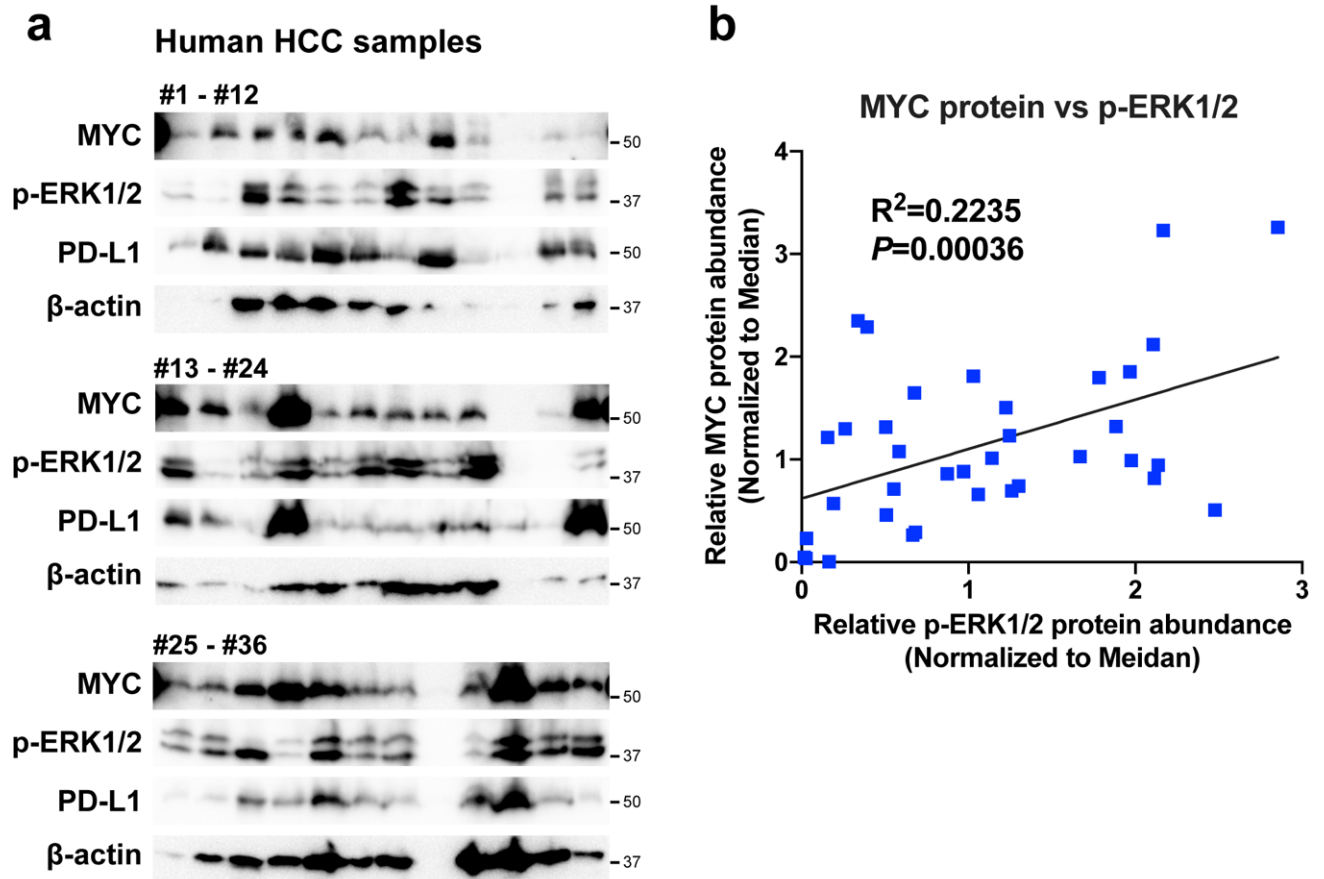 a
Human HCC samples
#1 - #12
MYC
50
p-ERK1/2
37
PD-L1
50
β-actin
37
#13 - #24
MYC
50
p-ERK1/2
37
PD-L1
50
β-actin
37
#25 - #36
MYC
50
p-ERK1/2
37
PD-L1
50
β-actin
37
b
MYC protein vs p-ERK1/2
R²=0.2235
P=0.00036
Relative MYC protein abundance
(Normalized to Median)
4
3
2
1
0
0 1 2 3
Relative p-ERK1/2 protein abundance
(Normalized to Meidan)